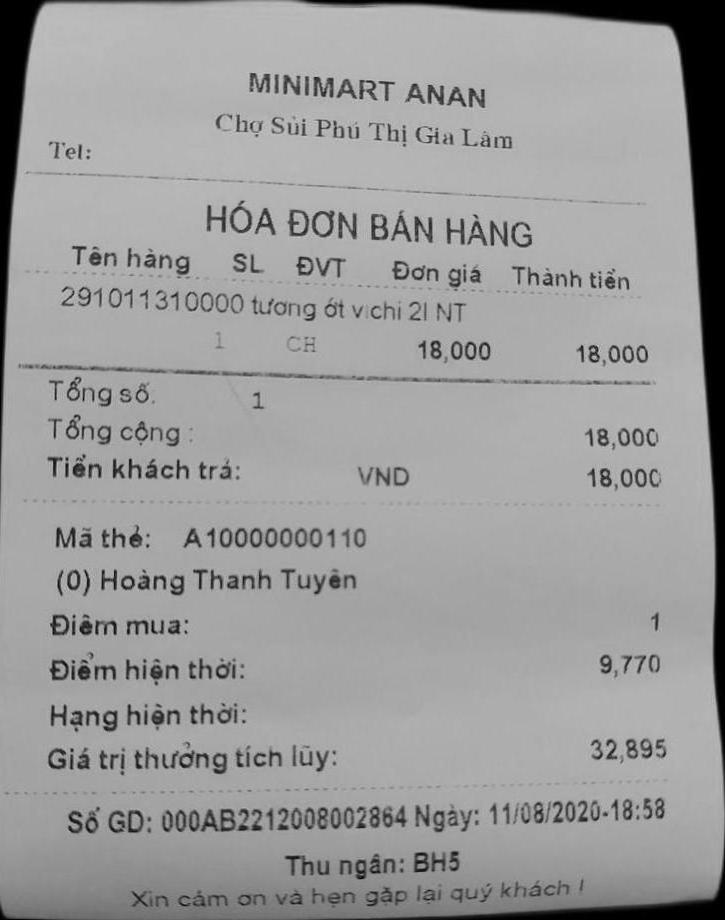 MINIMART ANAN
Chợ Sủi Phú Thị Gia Lâm
Tel:
HÓA ĐƠN BÁN HÀNG
Tên hàng SL ĐVT Đơn giá Thành tiền
291011310000 tương ớt vichi 2l NT
1 CH 18,000 18,000
Tổng số. 1
Tổng cộng : 18,000
Tiền khách trả: VND 18,000
Mã thẻ: A10000000110
(0) Hoàng Thanh Tuyên
Điểm mua: 1
Điểm hiện thời: 9,770
Hạng hiện thời:
Giá trị thưởng tích lũy: 32,895
Số GD: 000AB2212008002864 Ngày: 11/08/2020-18:58
Thu ngân: BH5
Xin cảm ơn và hẹn gặp lại quý khách !